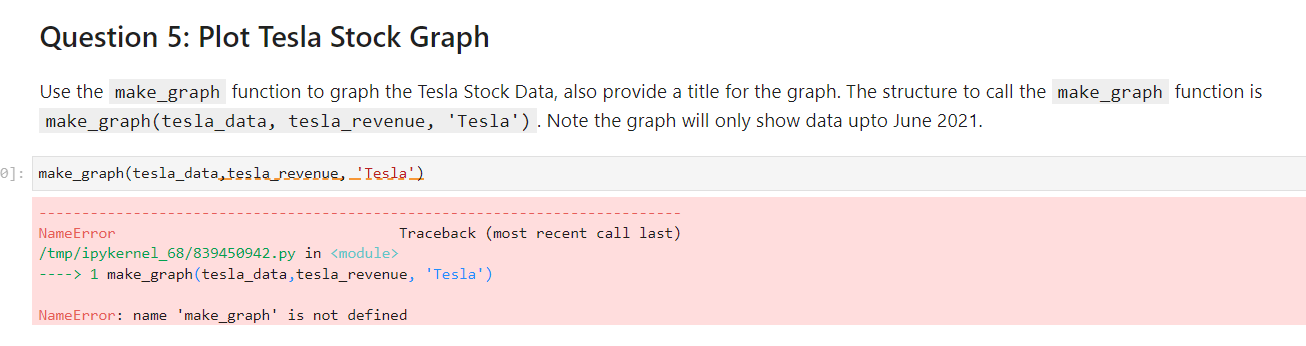 Question 5: Plot Tesla Stock Graph
Use the make_graph function to graph the Tesla Stock Data, also provide a title for the graph. The structure to call the make_graph function is
make_graph(tesla_data, tesla_revenue, 'Tesla'). Note the graph will only show data upto June 2021.
0]: make_graph(tesla_data,tesla_revenue, 'Tesla')
---------------------------------------------------------------------------
NameError                                 Traceback (most recent call last)
/tmp/ipykernel_68/839450942.py in <module>
----> 1 make_graph(tesla_data,tesla_revenue, 'Tesla')
NameError: name 'make_graph' is not defined